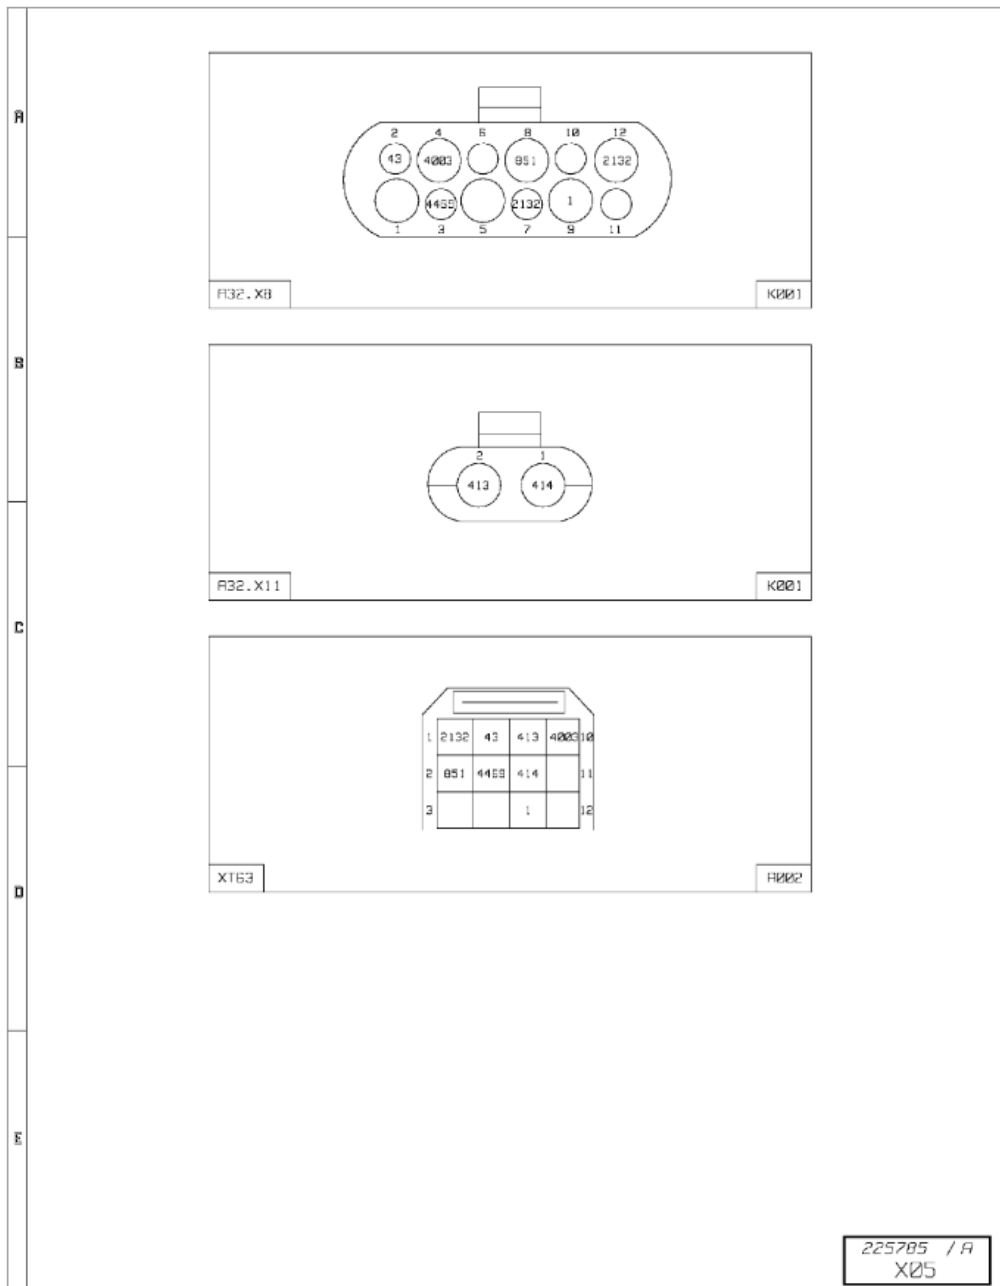 A
2 4 6 8 10 12
43 4003 851 2132
4469 2132 1
1 3 5 7 9 11
A32.X8 K001
B
2 1
413 414
A32.X11 K001
C
1 2132 43 413 4003 10
2 851 4469 414 11
3 1 12
XT63 A002
D
E
225785 / A
X05